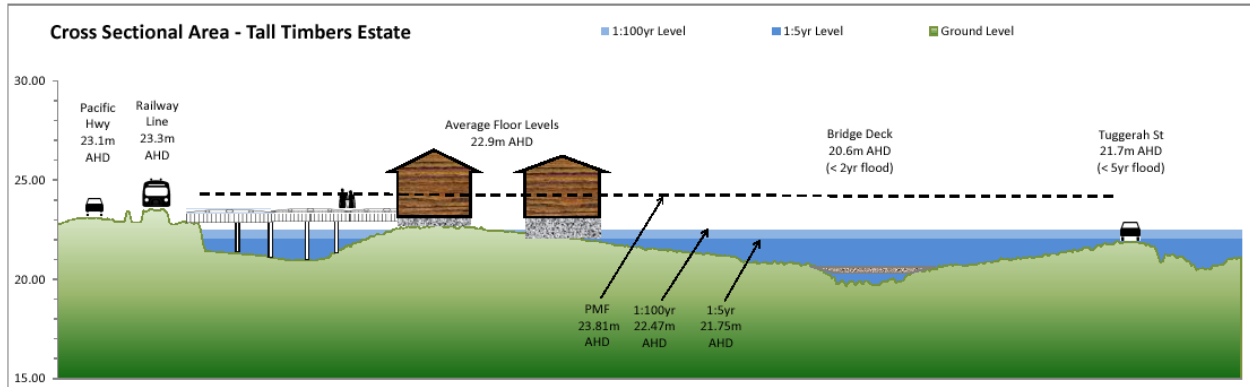 Cross Sectional Area - Tall Timbers Estate
1:100yr Level
1:5yr Level
Ground Level
30.00
25.00
20.00
15.00
Pacific
Hwy
23.1m
AHD
Railway
Line
23.3m
AHD
Average Floor Levels
22.9m AHD
Bridge Deck
20.6m AHD
(< 2yr flood)
Tuggerah St
21.7m AHD
(< 5yr flood)
PMF
23.81m
AHD
1:100yr
22.47m
AHD
1:5yr
21.75m
AHD